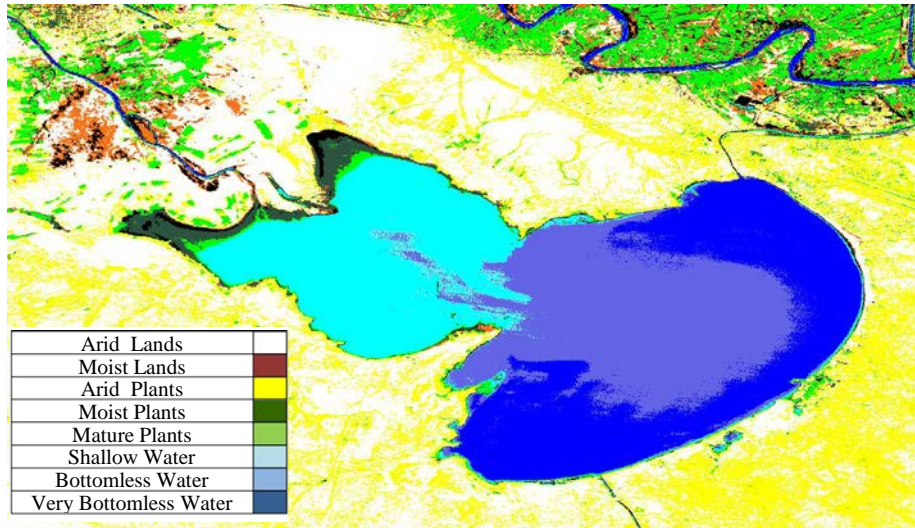 Arid Lands
Moist Lands
Arid Plants
Moist Plants
Mature Plants
Shallow Water
Bottomless Water
Very Bottomless Water